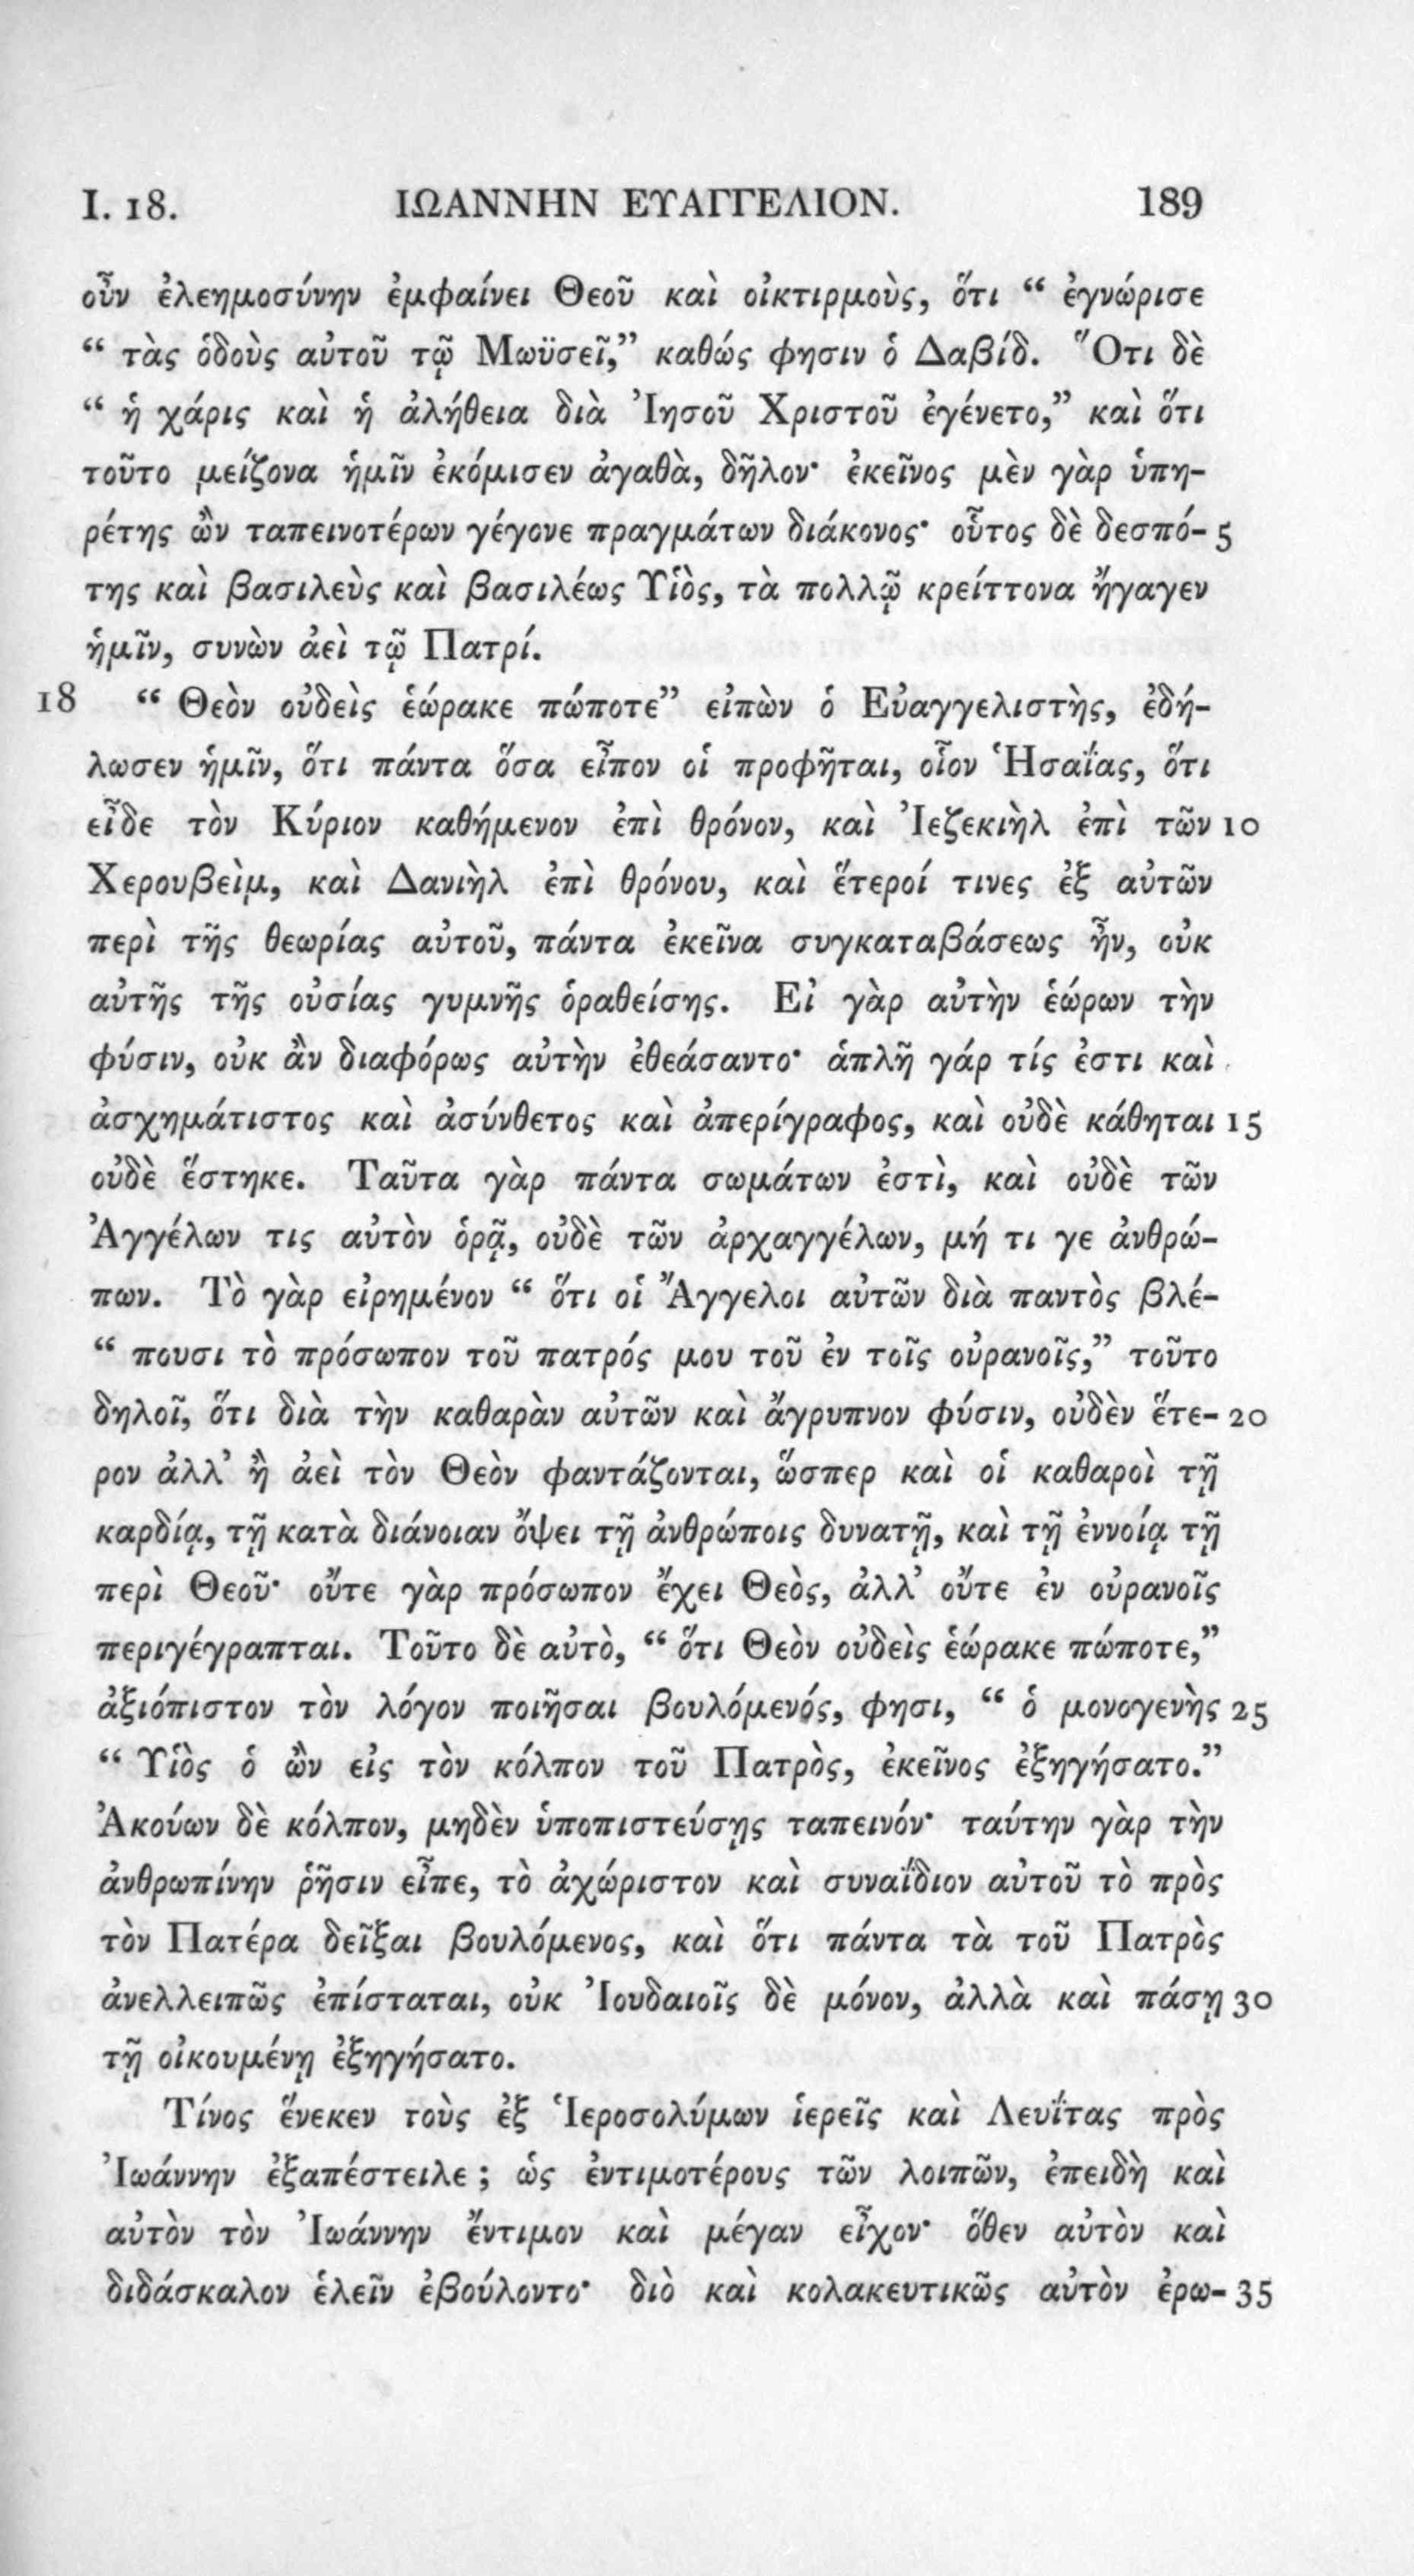 I. 18. ΙΩΑΝΝΗΝ ΕΥΑΓΓΕΛΙΟΝ. 189
οὖν ἐλεημοσύνην ἐμφαίνει Θεοῦ καὶ οἰκτιρμοὺς, ὅτι “ ἐγνώρισε
“ τὰς ὁδοὺς αὐτοῦ τῷ Μωϋσεῖ,” καθώς φησιν ὁ Δαβίδ. Ὅτι δὲ
“ ἡ χάρις καὶ ἡ ἀλήθεια διὰ Ἰησοῦ Χριστοῦ ἐγένετο,” καὶ ὅτι
τοῦτο μείζονα ἡμῖν ἐκόμισεν ἀγαθὰ, δῆλον· ἐκεῖνος μὲν γὰρ ὑπη-
ρέτης ὢν ταπεινοτέρων γέγονε πραγμάτων διάκονος· οὗτος δὲ δεσπό- 5
της καὶ βασιλεὺς καὶ βασιλέως Υἱὸς, τὰ πολλῷ κρείττονα ἤγαγεν
ἡμῖν, συνὼν ἀεὶ τῷ Πατρί.
18 “ Θεὸν οὐδεὶς ἑώρακε πώποτε” εἰπὼν ὁ Εὐαγγελιστὴς, ἐδή-
λωσεν ἡμῖν, ὅτι πάντα ὅσα εἶπον οἱ προφῆται, οἷον Ἡσαΐας, ὅτι
εἶδε τὸν Κύριον καθήμενον ἐπὶ θρόνον, καὶ Ἰεζεκιὴλ ἐπὶ τῶν 10
Χερουβεὶμ, καὶ Δανιὴλ ἐπὶ θρόνου, καὶ ἕτεροί τινες ἐξ αὐτῶν
περὶ τῆς θεωρίας αὐτοῦ, πάντα ἐκεῖνα συγκαταβάσεως ἦν, οὐκ
αὐτῆς τῆς οὐσίας γυμνῆς ὁραθείσης. Εἰ γὰρ αὐτὴν ἑώρων τὴν
φύσιν, οὐκ ἂν διαφόρως αὐτὴν ἐθεάσαντο· ἁπλῆ γάρ τίς ἐστι καὶ
ἀσχημάτιστος καὶ ἀσύνθετος καὶ ἀπερίγραφος, καὶ οὐδὲ κάθηται 15
οὐδὲ ἕστηκε. Ταῦτα γὰρ πάντα σωμάτων ἐστὶ, καὶ οὐδὲ τῶν
Ἀγγέλων τις αὐτὸν ὁρᾷ, οὐδὲ τῶν ἀρχαγγέλων, μή τι γε ἀνθρώ-
πων. Τὸ γὰρ εἰρημένον “ ὅτι οἱ Ἄγγελοι αὐτῶν διὰ παντὸς βλέ-
“ πουσι τὸ πρόσωπον τοῦ πατρός μου τοῦ ἐν τοῖς οὐρανοῖς,” τοῦτο
δηλοῖ, ὅτι διὰ τὴν καθαρὰν αὐτῶν καὶ ἄγρυπνον φύσιν, οὐδὲν ἕτε- 20
ρον ἀλλ’ ἢ ἀεὶ τὸν Θεὸν φαντάζονται, ὥσπερ καὶ οἱ καθαροὶ τῇ
καρδίᾳ, τῇ κατὰ διάνοιαν ὄψει τῇ ἀνθρώποις δυνατῇ, καὶ τῇ ἐννοίᾳ τῇ
περὶ Θεοῦ· οὔτε γὰρ πρόσωπον ἔχει Θεὸς, ἀλλ’ οὔτε ἐν οὐρανοῖς
περιγέγραπται. Τοῦτο δὲ αὐτὸ, “ ὅτι Θεὸν οὐδεὶς ἑώρακε πώποτε,”
ἀξιόπιστον τὸν λόγον ποιῆσαι βουλόμενός, φησι, “ ὁ μονογενὴς 25
“ Υἱὸς ὁ ὢν εἰς τὸν κόλπον τοῦ Πατρὸς, ἐκεῖνος ἐξηγήσατο.”
Ἀκούων δὲ κόλπον, μηδὲν ὑποπιστεύσῃς ταπεινόν· ταύτην γὰρ τὴν
ἀνθρωπίνην ῥῆσιν εἶπε, τὸ ἀχώριστον καὶ συναΐδιον αὐτοῦ τὸ πρὸς
τὸν Πατέρα δεῖξαι βουλόμενος, καὶ ὅτι πάντα τὰ τοῦ Πατρὸς
ἀνελλειπῶς ἐπίσταται, οὐκ Ἰουδαιοῖς δὲ μόνον, ἀλλὰ καὶ πάσῃ 30
τῇ οἰκουμένῃ ἐξηγήσατο.
Τίνος ἕνεκεν τοὺς ἐξ Ἱεροσολύμων ἱερεῖς καὶ Λευΐτας πρὸς
Ἰωάννην ἐξαπέστειλε ; ὡς ἐντιμοτέρους τῶν λοιπῶν, ἐπειδὴ καὶ
αὐτὸν τὸν Ἰωάννην ἔντιμον καὶ μέγαν εἶχον· ὅθεν αὐτὸν καὶ
διδάσκαλον ἑλεῖν ἐβούλοντο· διὸ καὶ κολακευτικῶς αὐτὸν ἐρω- 35